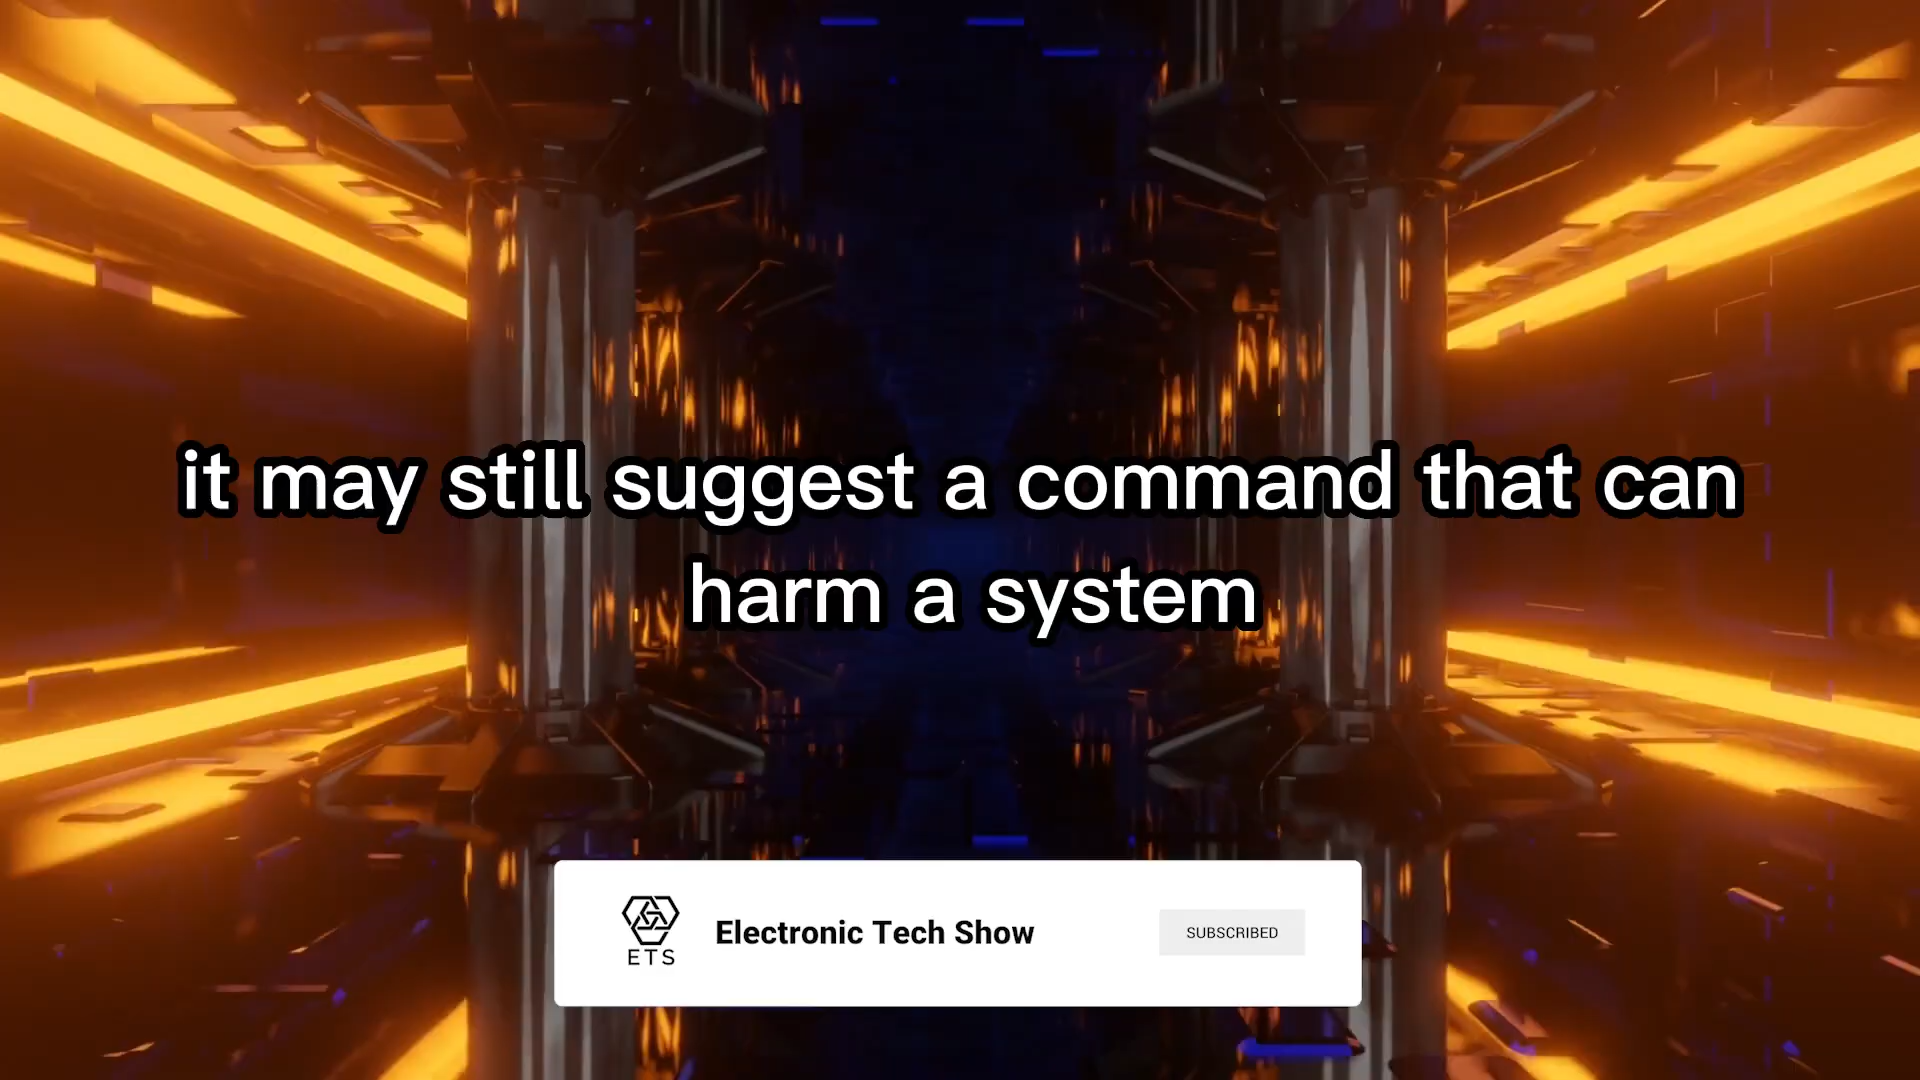 it may still suggest a command that can
harm a system
ETS
Electronic Tech Show
SUBSCRIBED